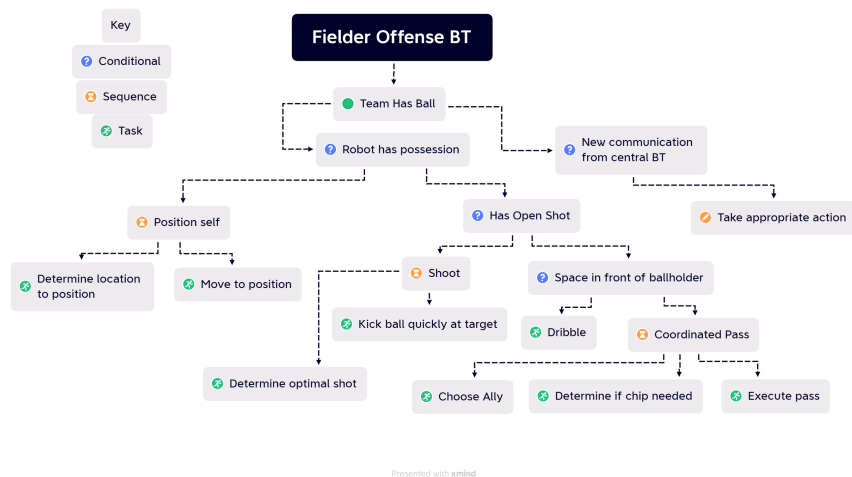 Key
Fielder Offense BT
Conditional
Sequence
Team Has Ball
Task
Robot has possession
New communication
from central BT
Position self
Has Open Shot
Take appropriate action
Determine location
to position
Move to position
Shoot
Space in front of ballholder
Kick ball quickly at target
Dribble
Coordinated Pass
Determine optimal shot
Choose Ally
Determine if chip needed
Execute pass
Presented with xmind